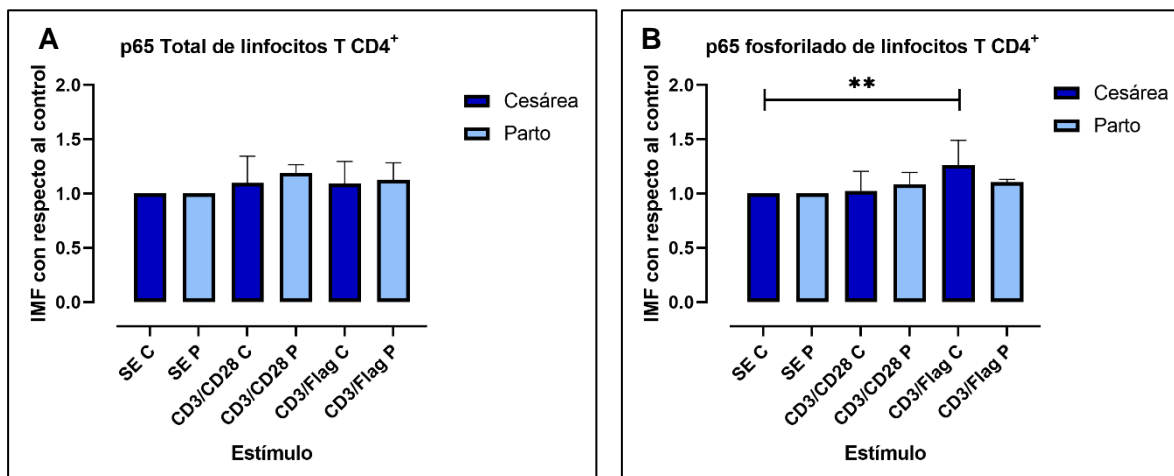 A
p65 Total de linfocitos T CD4+
IMF con respecto al control
2.0
1.5
1.0
0.5
0.0
SE C
SE P
CD3/CD28 C
CD3/CD28 P
CD3/Flag C
CD3/Flag P
Estímulo
Cesárea
Parto
B
p65 fosforilado de linfocitos T CD4+
IMF con respecto al control
2.0
1.5
1.0
0.5
0.0
**
SE C
SE P
CD3/CD28 C
CD3/CD28 P
CD3/Flag C
CD3/Flag P
Estímulo
Cesárea
Parto